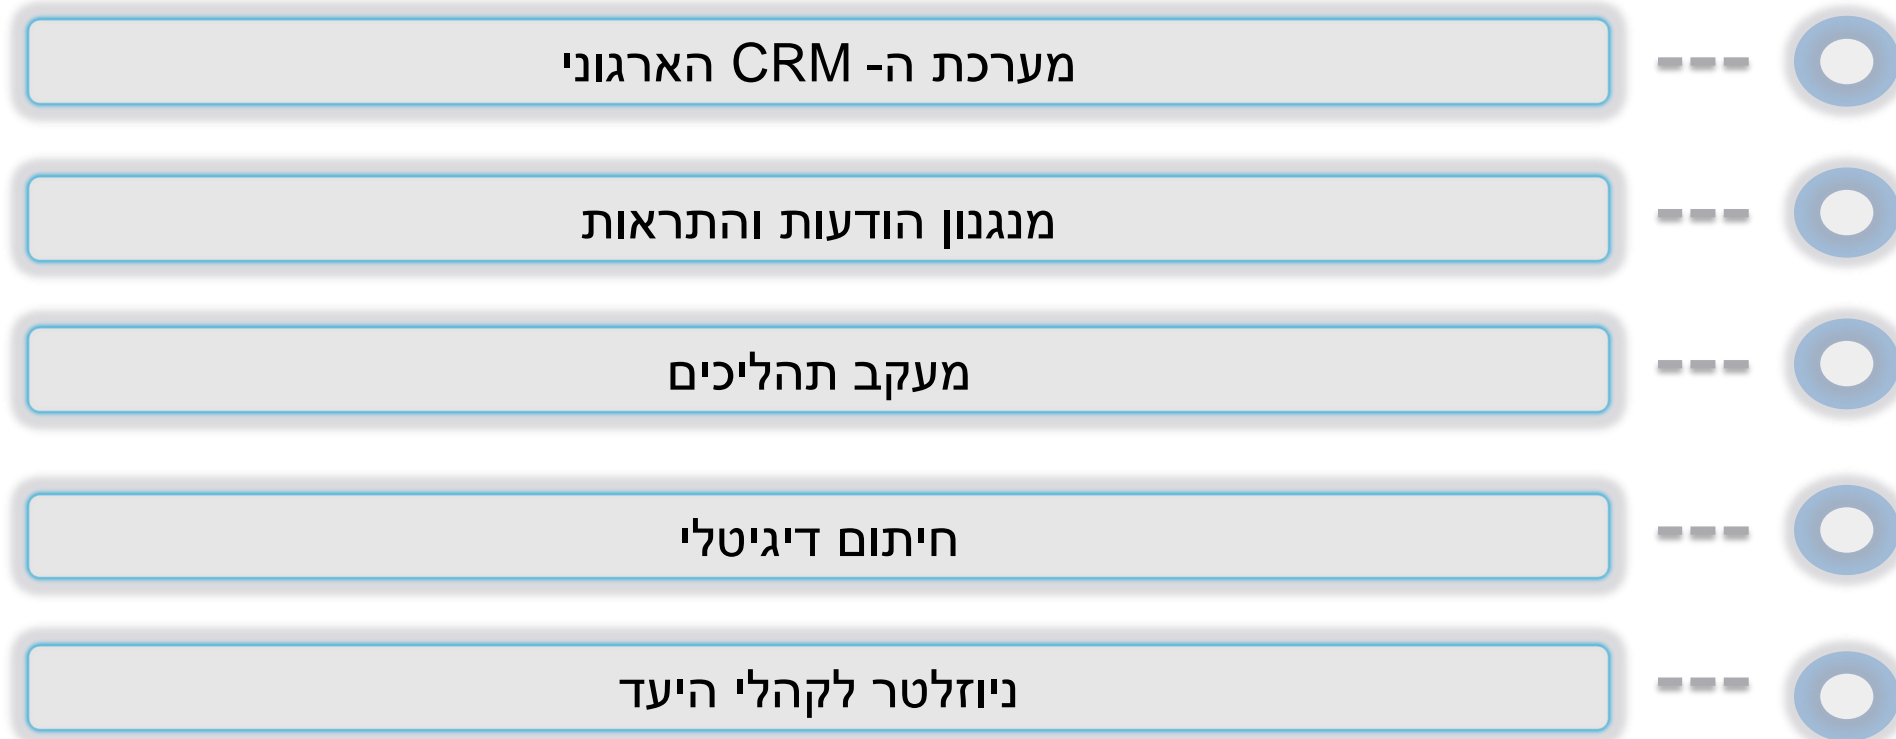 מערכת ה- CRM הארגוני
מנגנון הודעות והתראות
מעקב תהליכים
חיתום דיגיטלי
ניוזלטר לקהלי היעד